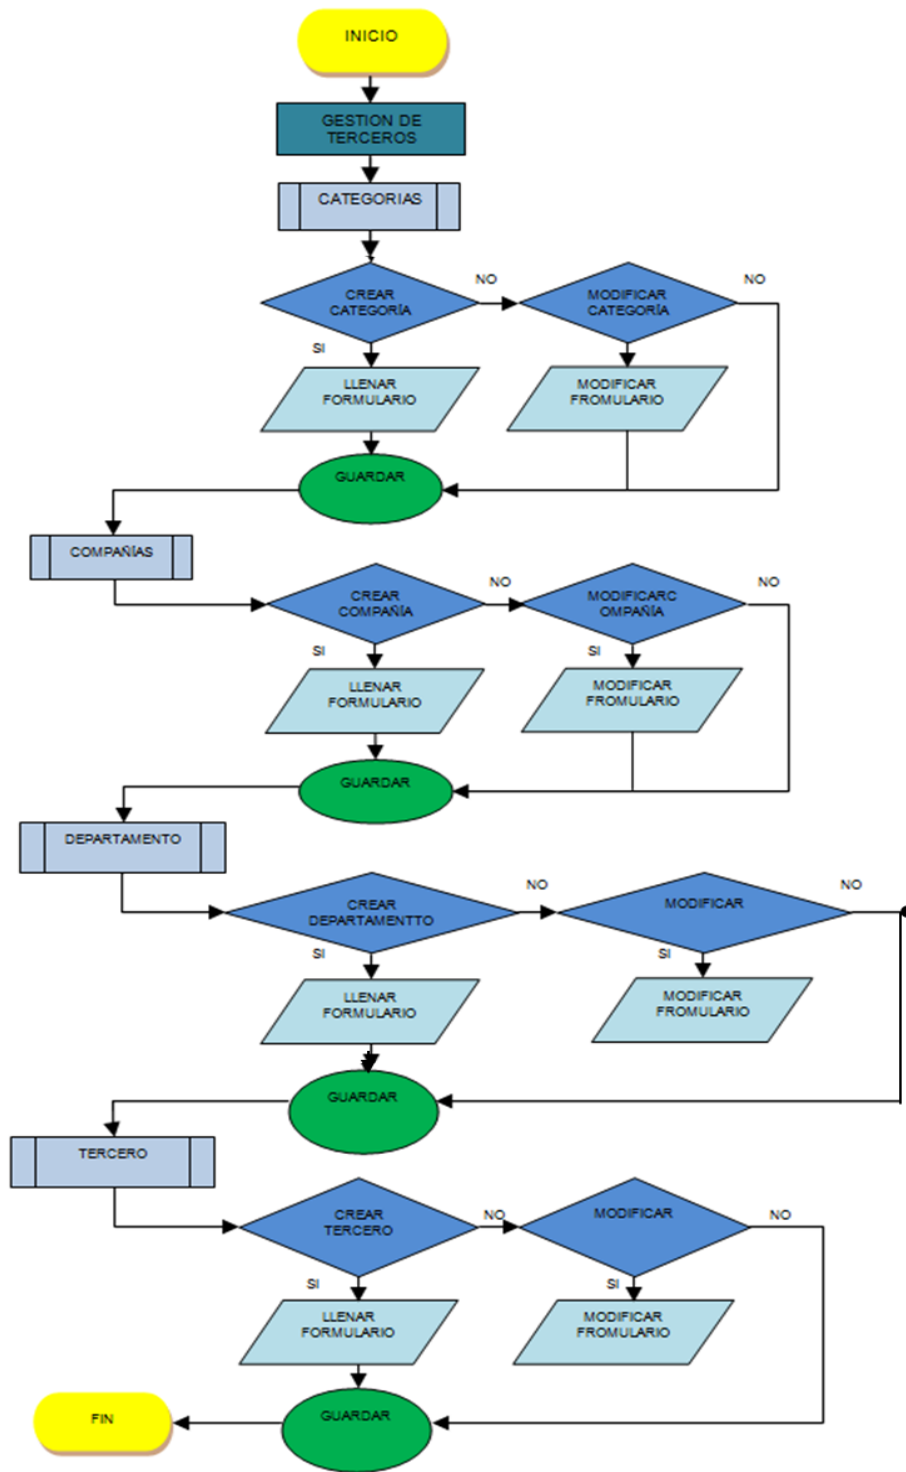 INICIO
GESTION DE
TERCEROS
CATEGORIAS
CREAR
CATEGORÍA
NO
MODIFICAR
CATEGORÍA
NO
SI
LLENAR
FORMULARIO
MODIFICAR
FROMULARIO
GUARDAR
COMPAÑÍAS
CREAR
COMPAÑÍA
NO
MODIFICARC
OMPAÑÍA
NO
SI
SI
LLENAR
FORMULARIO
MODIFICAR
FROMULARIO
GUARDAR
DEPARTAMENTO
CREAR
DEPARTAMENTTO
NO
MODIFICAR
NO
SI
SI
LLENAR
FORMULARIO
MODIFICAR
FROMULARIO
GUARDAR
TERCERO
CREAR
TERCERO
NO
MODIFICAR
NO
SI
SI
LLENAR
FORMULARIO
MODIFICAR
FROMULARIO
GUARDAR
FIN